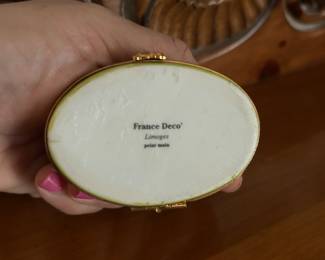 France Deco'
Limoges
peint main